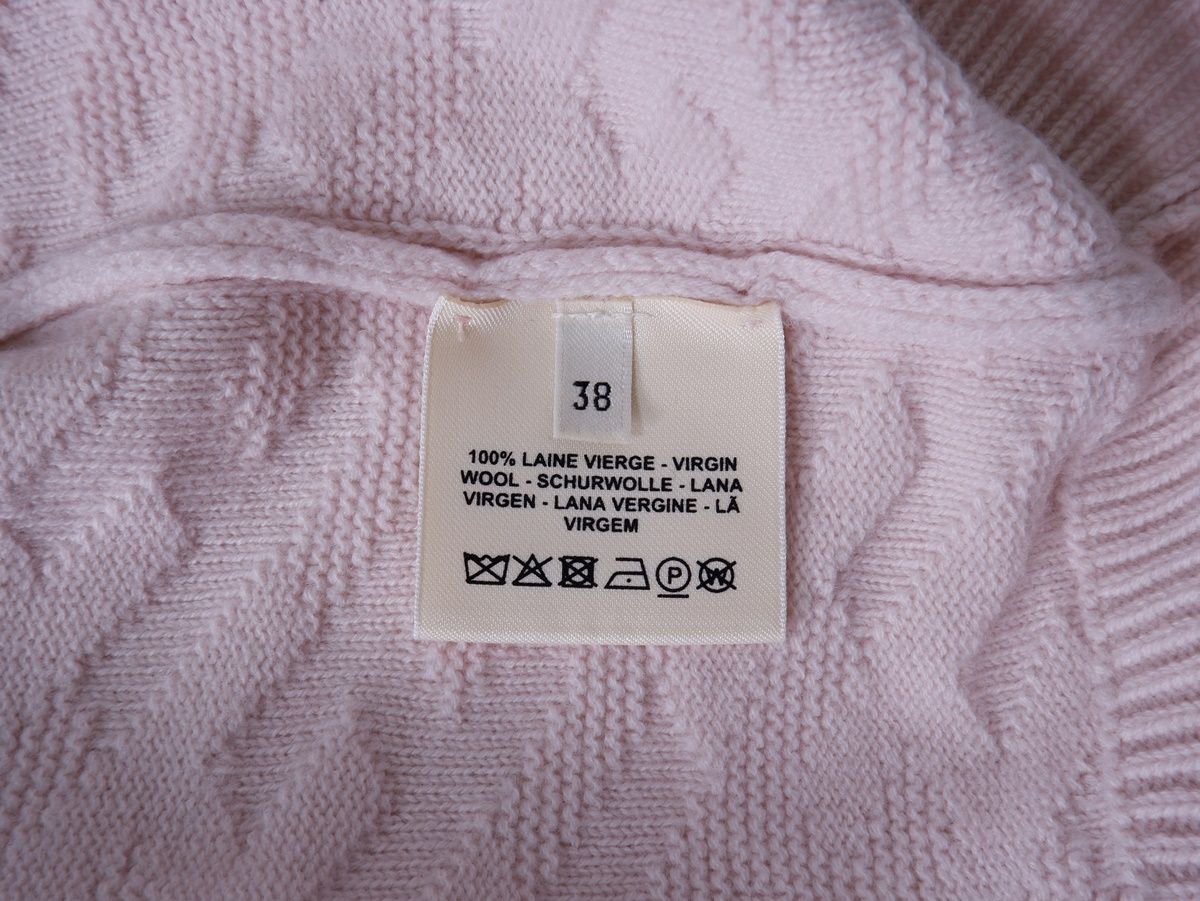 38
100% LAINE VIERGE - VIRGIN
WOOL - SCHURWOLLE - LANA
VIRGEN - LANA VERGINE - LÃ
VIRGEM
P W